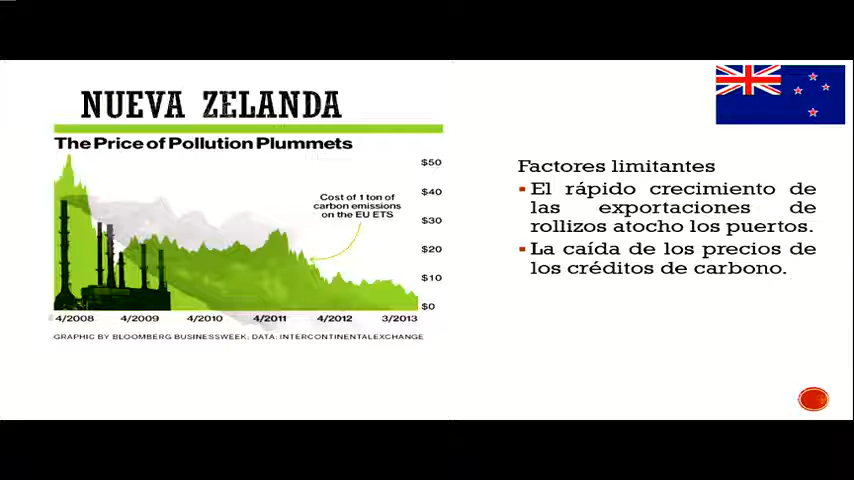 NUEVA ZELANDA
The Price of Pollution Plummets
$50
$40
$30
$20
$10
$0
Cost of 1 ton of
carbon emissions
on the EU ETS
4/2008 4/2009 4/2010 4/2011 4/2012 3/2013
GRAPHIC BY BLOOMBERG BUSINESSWEEK; DATA: INTERCONTINENTALEXCHANGE
Factores limitantes
▪ El rápido crecimiento de
las exportaciones de
rollizos atocho los puertos.
▪ La caída de los precios de
los créditos de carbono.